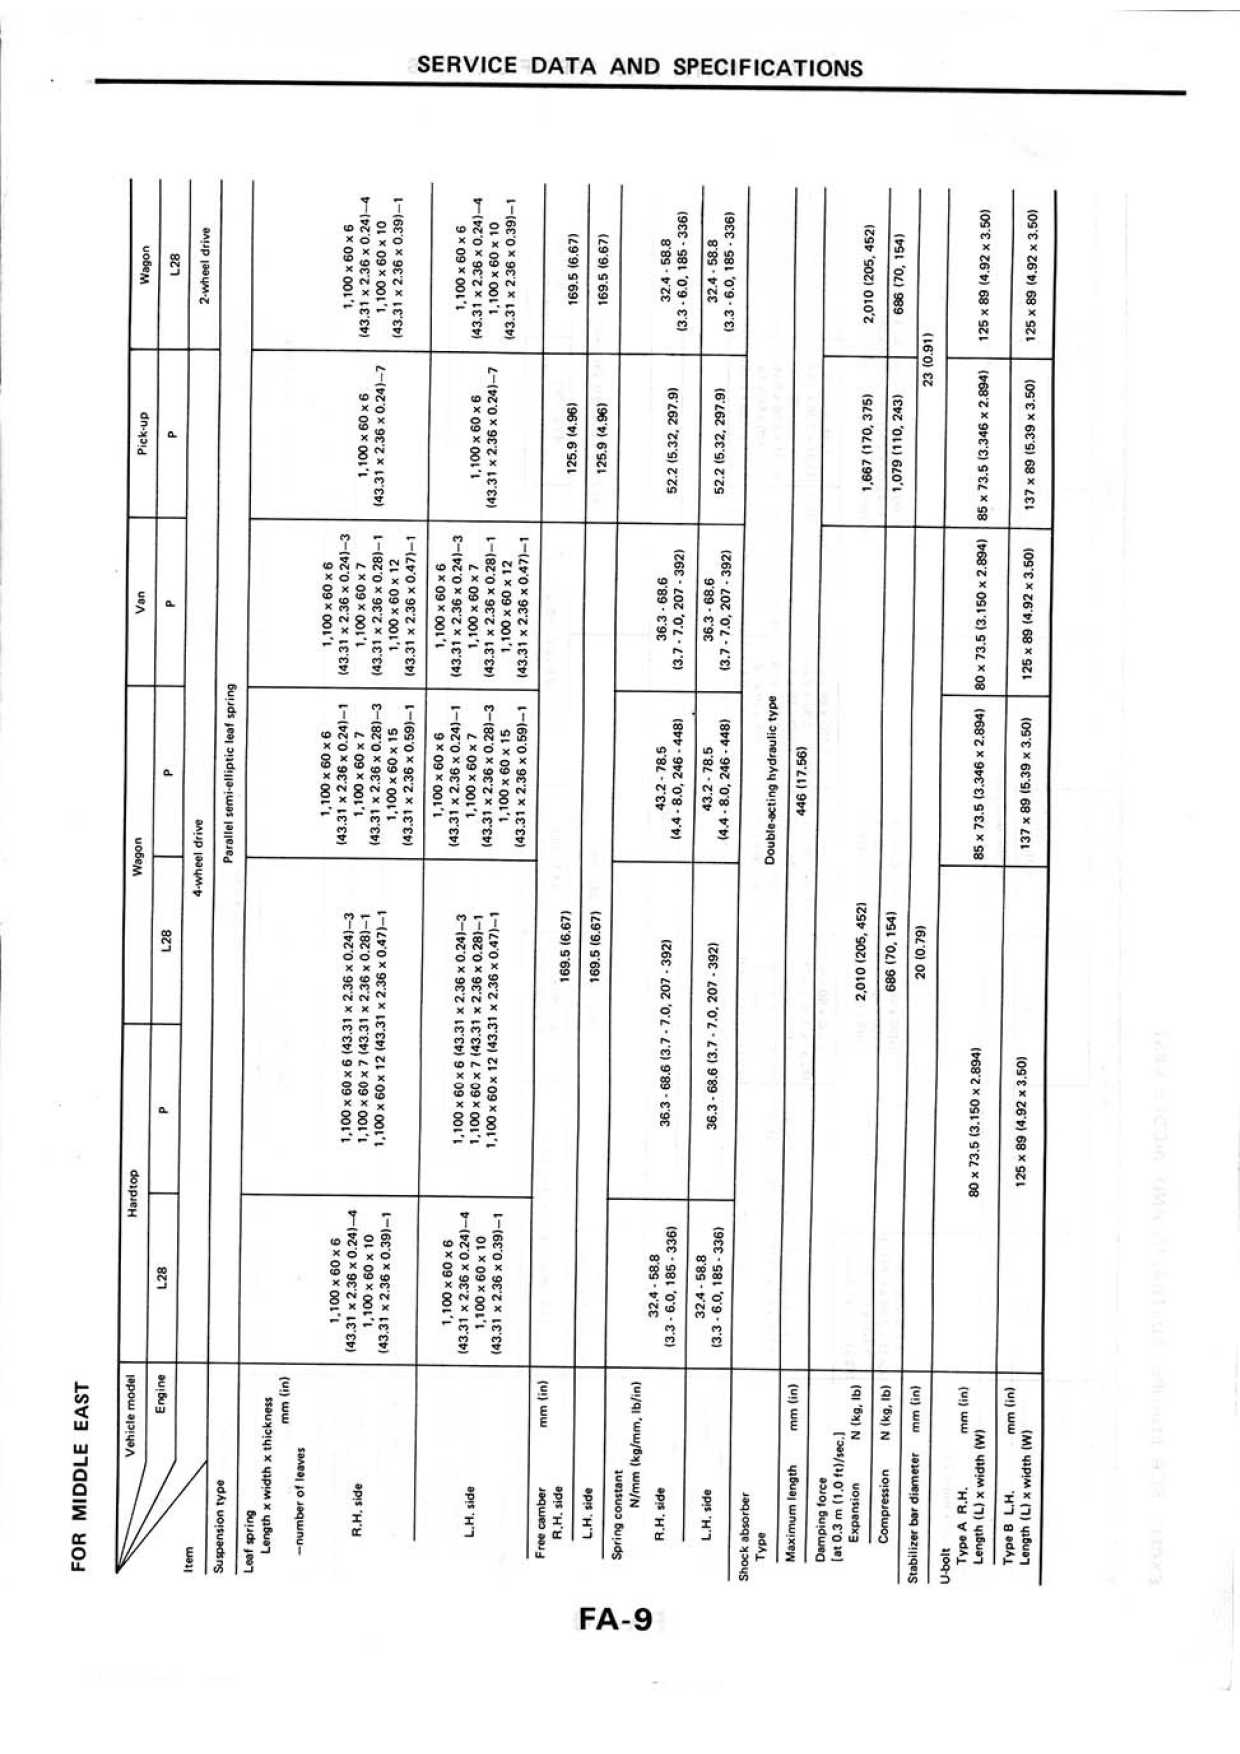 SERVICE DATA AND SPECIFICATIONS
FOR MIDDLE EAST
Vehicle model Hardtop Wagon Van Pick-up Wagon
Engine L28 P L28 P P P L28
Item 4-wheel drive 2-wheel drive
Suspension type Parallel semi-elliptic leaf spring
Leaf spring
Length x width x thickness
mm (in)
—number of leaves
R.H. side
1,100 x 60 x 6
(43.31 x 2.36 x 0.24)—4
1,100 x 60 x 10
(43.31 x 2.36 x 0.39)—1
1,100 x 60 x 6 (43.31 x 2.36 x 0.24)—3
1,100 x 60 x 7 (43.31 x 2.36 x 0.28)—1
1,100 x 60 x 12 (43.31 x 2.36 x 0.47)—1
1,100 x 60 x 6
(43.31 x 2.36 x 0.24)—1
1,100 x 60 x 7
(43.31 x 2.36 x 0.28)—3
1,100 x 60 x 15
(43.31 x 2.36 x 0.59)—1
1,100 x 60 x 6
(43.31 x 2.36 x 0.24)—3
1,100 x 60 x 7
(43.31 x 2.36 x 0.28)—1
1,100 x 60 x 12
(43.31 x 2.36 x 0.47)—1
1,100 x 60 x 6
(43.31 x 2.36 x 0.24)—7
1,100 x 60 x 6
(43.31 x 2.36 x 0.24)—4
1,100 x 60 x 10
(43.31 x 2.36 x 0.39)—1
L.H. side
1,100 x 60 x 6
(43.31 x 2.36 x 0.24)—4
1,100 x 60 x 10
(43.31 x 2.36 x 0.39)—1
1,100 x 60 x 6 (43.31 x 2.36 x 0.24)—3
1,100 x 60 x 7 (43.31 x 2.36 x 0.28)—1
1,100 x 60 x 12 (43.31 x 2.36 x 0.47)—1
1,100 x 60 x 6
(43.31 x 2.36 x 0.24)—1
1,100 x 60 x 7
(43.31 x 2.36 x 0.28)—3
1,100 x 60 x 15
(43.31 x 2.36 x 0.59)—1
1,100 x 60 x 6
(43.31 x 2.36 x 0.24)—3
1,100 x 60 x 7
(43.31 x 2.36 x 0.28)—1
1,100 x 60 x 12
(43.31 x 2.36 x 0.47)—1
1,100 x 60 x 6
(43.31 x 2.36 x 0.24)—7
1,100 x 60 x 6
(43.31 x 2.36 x 0.24)—4
1,100 x 60 x 10
(43.31 x 2.36 x 0.39)—1
Free camber mm (in)
R.H. side 169.5 (6.67) 125.9 (4.96) 169.5 (6.67)
L.H. side 169.5 (6.67) 125.9 (4.96) 169.5 (6.67)
Spring constant
N/mm (kg/mm, lb/in)
R.H. side
32.4 - 58.8
(3.3 - 6.0, 185 - 336)
36.3 - 68.6 (3.7 - 7.0, 207 - 392)
43.2 - 78.5
(4.4 - 8.0, 246 - 448)
36.3 - 68.6
(3.7 - 7.0, 207 - 392)
52.2 (5.32, 297.9)
32.4 - 58.8
(3.3 - 6.0, 185 - 336)
L.H. side
32.4 - 58.8
(3.3 - 6.0, 185 - 336)
36.3 - 68.6 (3.7 - 7.0, 207 - 392)
43.2 - 78.5
(4.4 - 8.0, 246 - 448)
36.3 - 68.6
(3.7 - 7.0, 207 - 392)
52.2 (5.32, 297.9)
32.4 - 58.8
(3.3 - 6.0, 185 - 336)
Shock absorber
Type Double-acting hydraulic type
Maximum length mm (in) 446 (17.56)
Damping force
[at 0.3 m (1.0 ft)/sec.]
Expansion N (kg, lb) 2,010 (205, 452) 1,667 (170, 375) 2,010 (205, 452)
Compression N (kg, lb) 686 (70, 154) 1,079 (110, 243) 686 (70, 154)
Stabilizer bar diameter mm (in) 20 (0.79) 23 (0.91)
U-bolt
Type A R.H. mm (in)
Length (L) x width (W)
80 x 73.5 (3.150 x 2.894) 85 x 73.5 (3.346 x 2.894) 80 x 73.5 (3.150 x 2.894) 85 x 73.5 (3.346 x 2.894) 125 x 89 (4.92 x 3.50)
Type B L.H. mm (in)
Length (L) x width (W)
125 x 89 (4.92 x 3.50) 137 x 89 (5.39 x 3.50) 125 x 89 (4.92 x 3.50) 137 x 89 (5.39 x 3.50) 125 x 89 (4.92 x 3.50)
FA-9